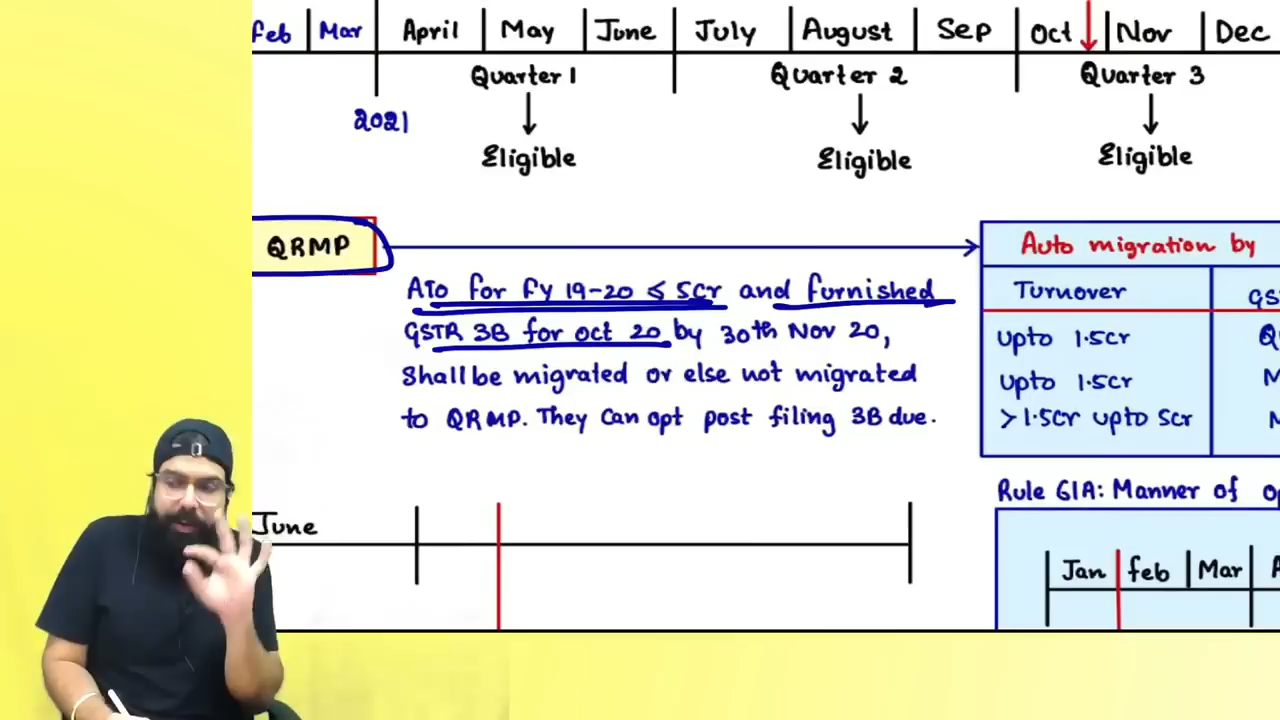 Feb Mar April May June July August Sep Oct Nov Dec
Quarter 1 Quarter 2 Quarter 3
2021
Eligible Eligible Eligible
QRMP
ATO for FY 19-20 ≤ 5Cr and furnished
GSTR 3B for Oct 20 by 30th Nov 20,
Shall be migrated or else not migrated
to QRMP. They Can opt post filing 3B due.
Auto migration by
Turnover
upto 1.5cr
upto 1.5cr
> 1.5cr upto 5cr
Rule 61A: Manner of
June
Jan Feb Mar